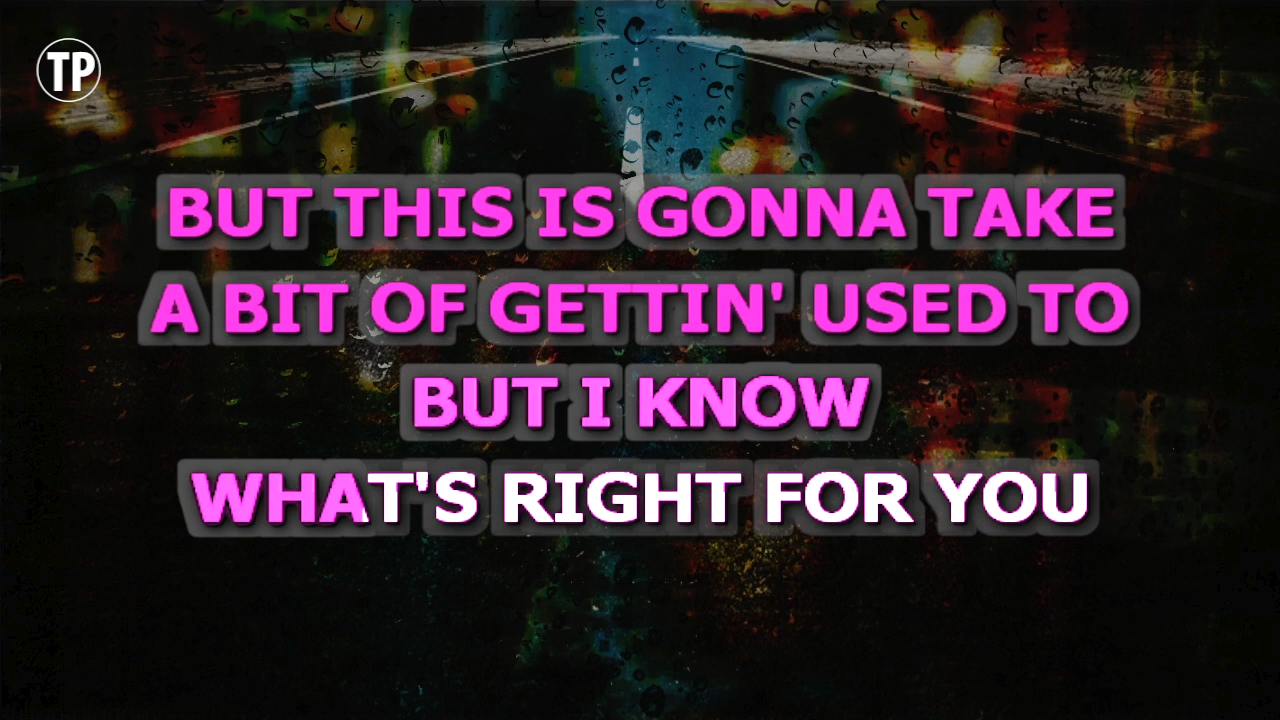 TP
BUT THIS IS GONNA TAKE
A BIT OF GETTIN' USED TO
BUT I KNOW
WHAT'S RIGHT FOR YOU